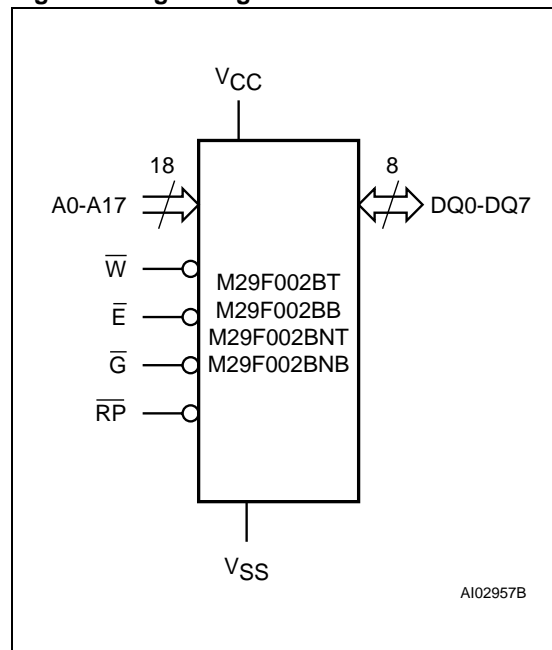 VCC
18
8
A0-A17
DQ0-DQ7
W
E
G
RP
M29F002BT
M29F002BB
M29F002BNT
M29F002BNB
VSS
AI02957B